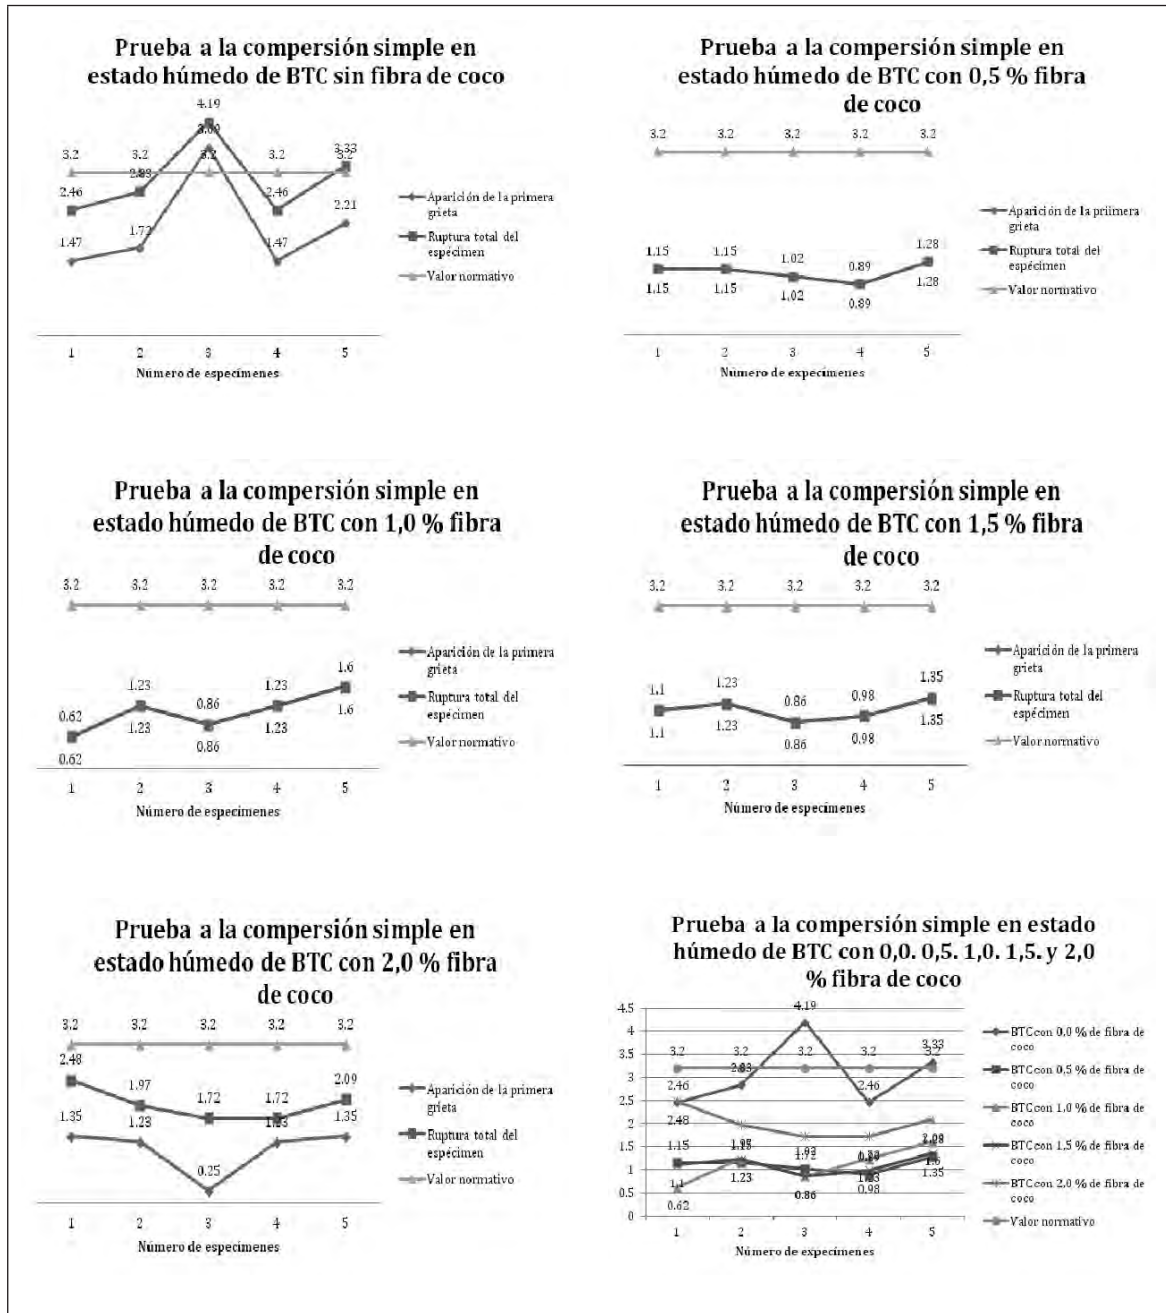 Prueba a la compersión simple en
estado húmedo de BTC sin fibra de coco
4.19
3.69
3.2 3.2 3.2 3.2 3.2
3.33
2.46 2.83 2.46
2.21
1.47 1.72 1.47
Aparición de la primera
grieta
Ruptura total del
espécimen
Valor normativo
1 2 3 4 5
Número de especímenes
Prueba a la compersión simple en
estado húmedo de BTC con 0,5 % fibra
de coco
3.2 3.2 3.2 3.2 3.2
1.15 1.15 1.02 0.89 1.28
1.15 1.15 1.02 0.89 1.28
Aparición de la priimera
grieta
Ruptura total del
espécimen
Valor normativo
1 2 3 4 5
Número de expecímenes
Prueba a la compersión simple en
estado húmedo de BTC con 1,0 % fibra
de coco
3.2 3.2 3.2 3.2 3.2
0.62 1.23 0.86 1.23 1.6
0.62 1.23 0.86 1.23 1.6
Aparición de la primera
grieta
Ruptura total del
espécimen
Valor normativo
1 2 3 4 5
Número de especímenes
Prueba a la compersión simple en
estado húmedo de BTC con 1,5 % fibra
de coco
3.2 3.2 3.2 3.2 3.2
1.1 1.23 0.86 0.98 1.35
1.1 1.23 0.86 0.98 1.35
Aparición de la primera
grieta
Ruptura total del
espécimen
Valor normativo
1 2 3 4 5
Número de especímenes
Prueba a la compersión simple en
estado húmedo de BTC con 2,0 % fibra
de coco
3.2 3.2 3.2 3.2 3.2
2.48 1.97 1.72 1.72 2.09
1.35 1.23 0.25 1.23 1.35
Aparición de la primera
grieta
Ruptura total del
espécimen
Valor normativo
1 2 3 4 5
Número de especímenes
Prueba a la compersión simple en estado
húmedo de BTC con 0,0. 0,5. 1,0. 1,5. y 2,0
% fibra de coco
4.5
4
3.5
3
2.5
2
1.5
1
0.5
0
4.19
3.2 3.2 3.2 3.2 3.2
3.33
2.46 2.83 2.46
2.48
1.15 1.15 1.72
1.1 1.23 0.86 0.98 1.35
0.62
1 2 3 4 5
Número de expecímenes
BTC con 0,0 % de fibra de
coco
BTC con 0,5 % de fibra de
coco
BTC con 1,0 % de fibra de
coco
BTC con 1,5 % de fibra de
coco
BTC con 2,0 % de fibra de
coco
Valor normativo